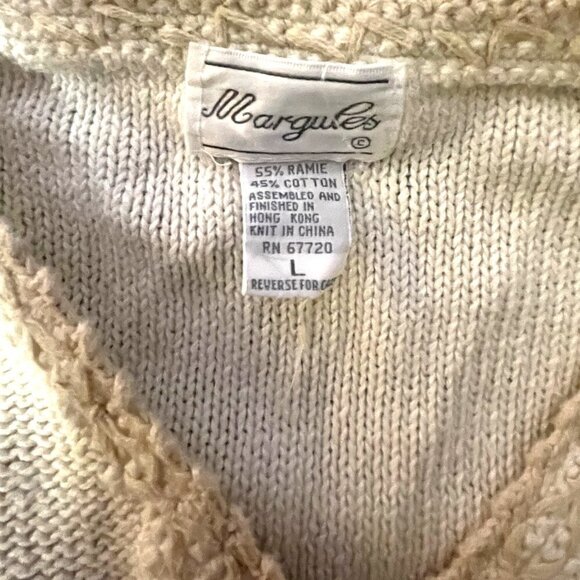 Margules
©
55% RAMIE
45% COTTON
ASSEMBLED AND
FINISHED IN
HONG KONG
KNIT IN CHINA
RN 67720
L
REVERSE FOR